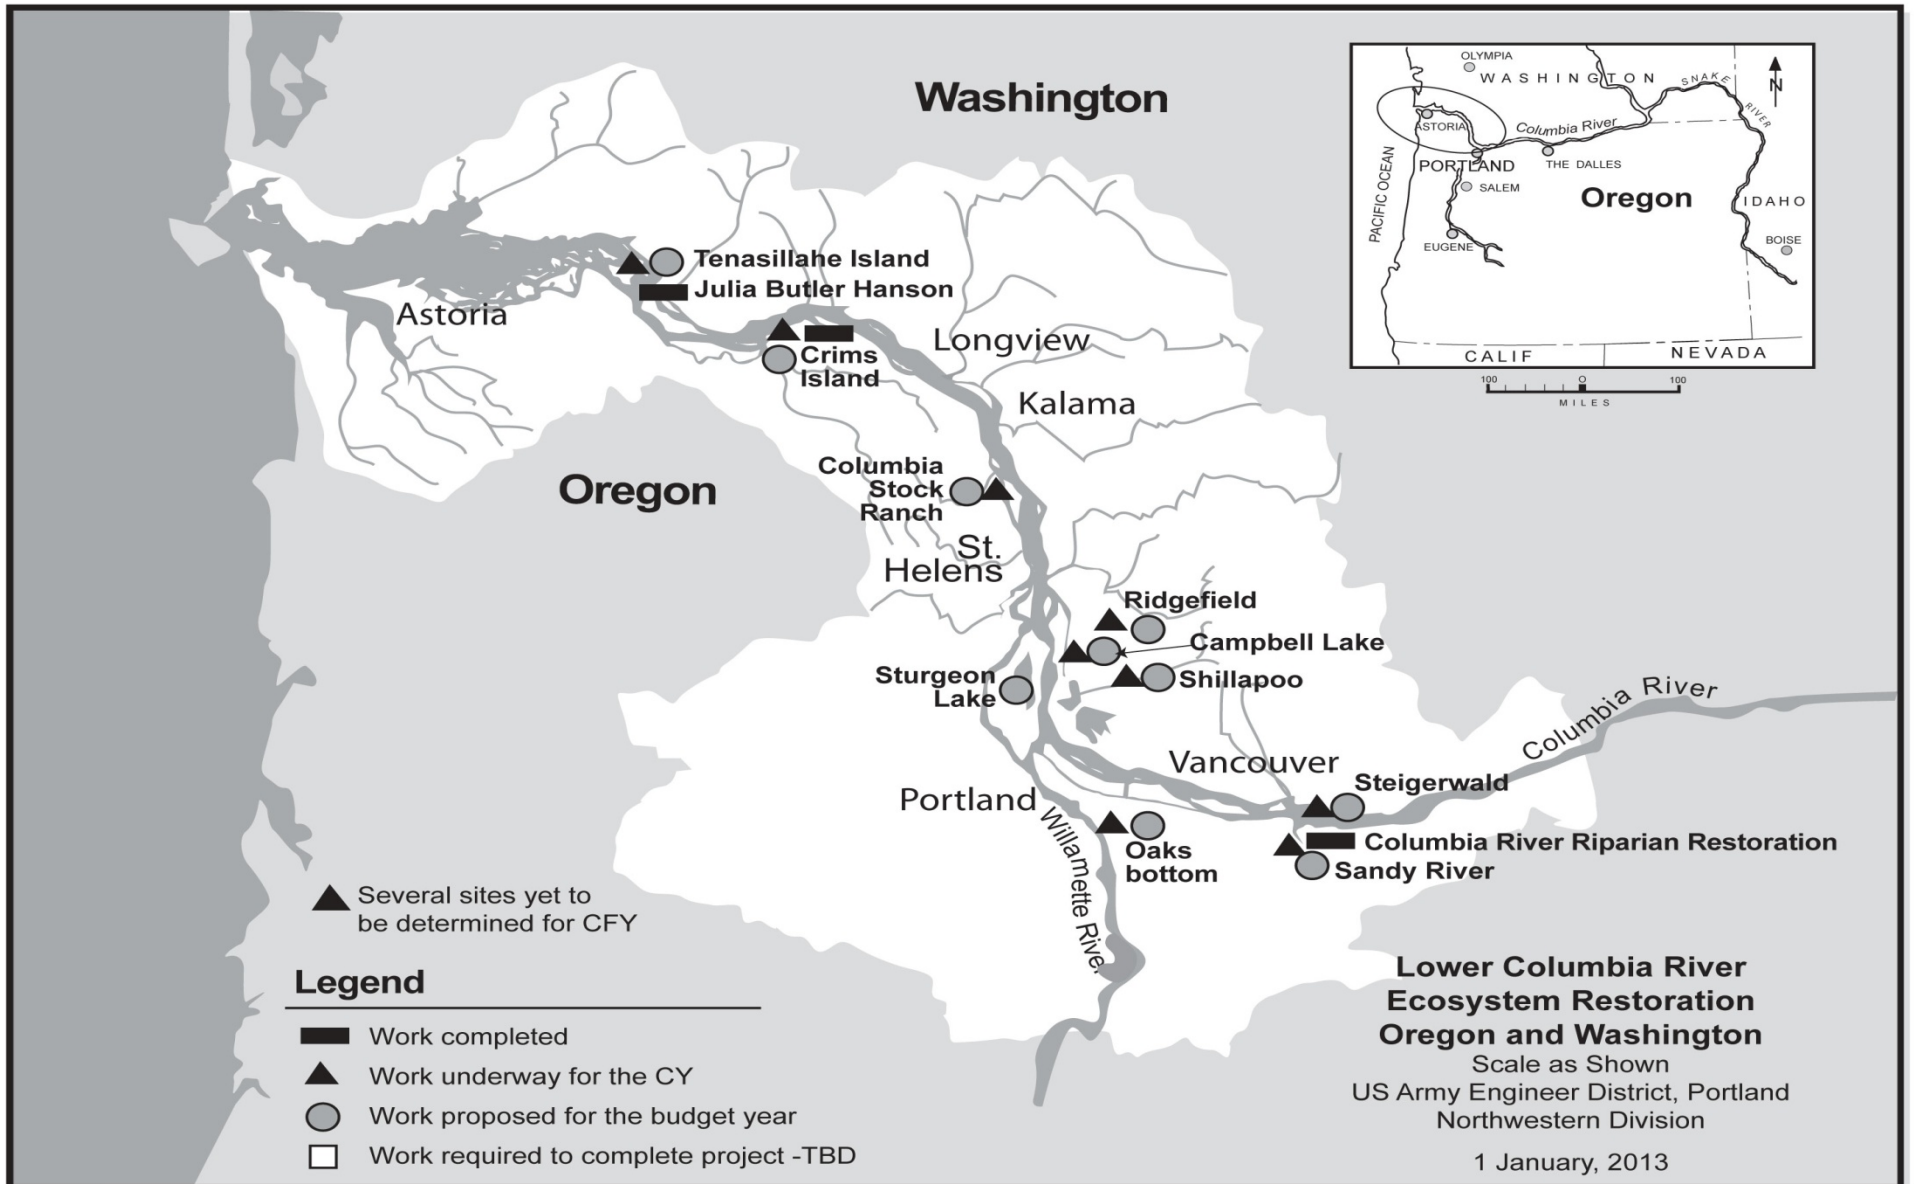 Washington
OLYMPIA
WASHINGTON
SNAKE
RIVER
N
ASTORIA
Columbia River
PORTLAND
THE DALLES
SALEM
Oregon
IDAHO
PACIFIC OCEAN
EUGENE
BOISE
CALIF
NEVADA
100 O 100
MILES
Tenasillahe Island
Julia Butler Hanson
Astoria
Crims
Island
Longview
Kalama
Oregon
Columbia
Stock
Ranch
St.
Helens
Ridgefield
Campbell Lake
Shillapoo
Sturgeon
Lake
Columbia River
Vancouver
Steigerwald
Portland
Willamette River
Oaks
bottom
Columbia River Riparian Restoration
Sandy River
Several sites yet to
be determined for CFY
Legend
Work completed
Work underway for the CY
Work proposed for the budget year
Work required to complete project -TBD
Lower Columbia River
Ecosystem Restoration
Oregon and Washington
Scale as Shown
US Army Engineer District, Portland
Northwestern Division
1 January, 2013